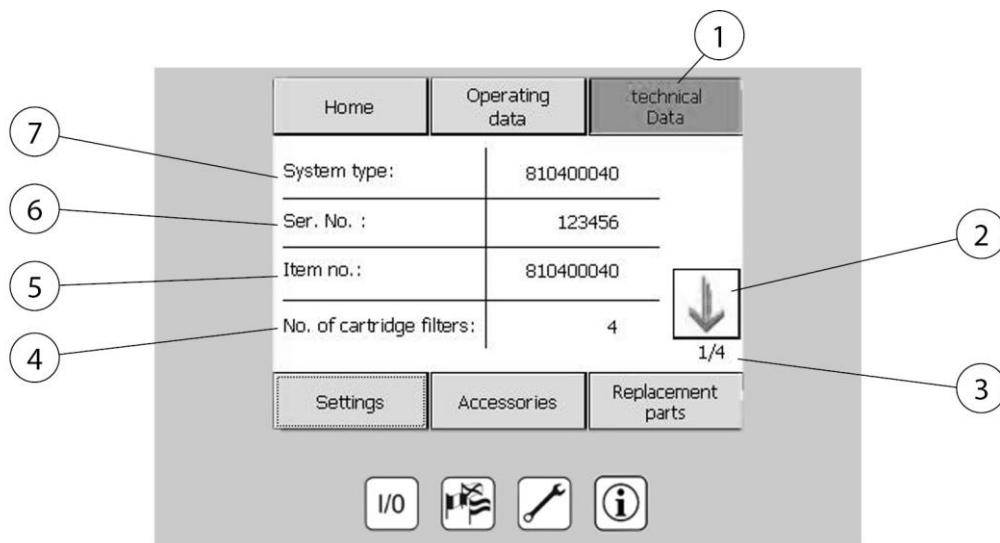 1
Home
Operating
data
technical
Data
7
System type: 810400040
6
Ser. No. : 123456
2
5
Item no.: 810400040
4
No. of cartridge filters: 4
1/4
3
Settings
Accessories
Replacement
parts
I/0
i